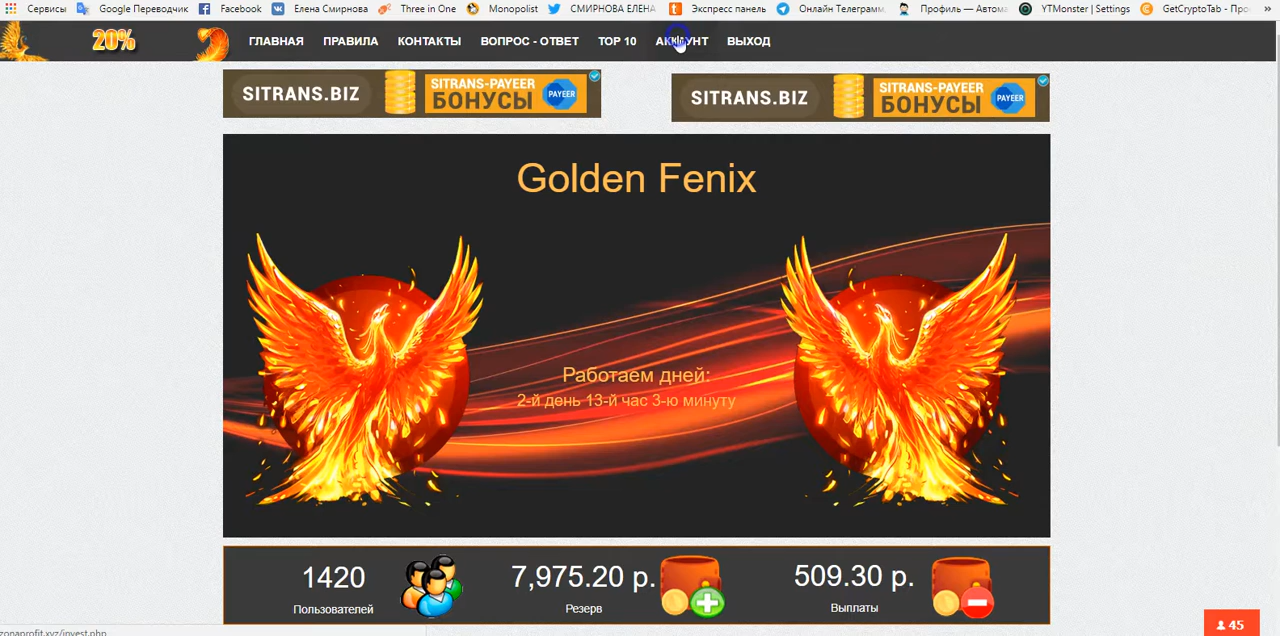 Сервисы Google Переводчик Facebook Елена Смирнова Three in One Monopolist СМИРНОВА ЕЛЕНА Экспресс панель Онлайн Телеграмм Профиль — Автома YTMonster | Settings GetCryptoTab - Про »
20% ГЛАВНАЯ ПРАВИЛА КОНТАКТЫ ВОПРОС - ОТВЕТ TOP 10 АККАУНТ ВЫХОД
SITRANS.BIZ SITRANS-PAYEER БОНУСЫ PAYEER
SITRANS.BIZ SITRANS-PAYEER БОНУСЫ PAYEER
Golden Fenix
Работаем дней:
2-й день 13-й час 3-ю минуту
1420 7,975.20 р. 509.30 р.
Пользователей Резерв Выплаты
45
zonaprofit.xyz/invest.php